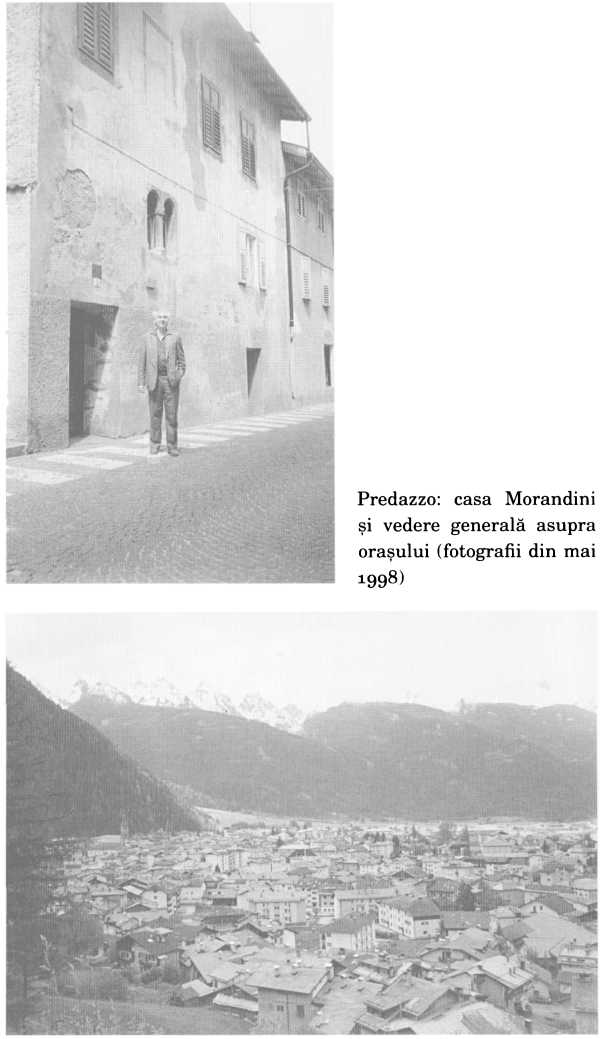 Predazzo: casa Morandini
și vedere generală asupra
orașului (fotografii din mai
1998)